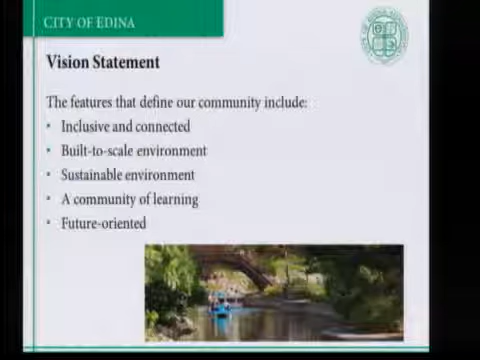 CITY OF EDINA
Vision Statement
The features that define our community include:
• Inclusive and connected
• Built-to-scale environment
• Sustainable environment
• A community of learning
• Future-oriented